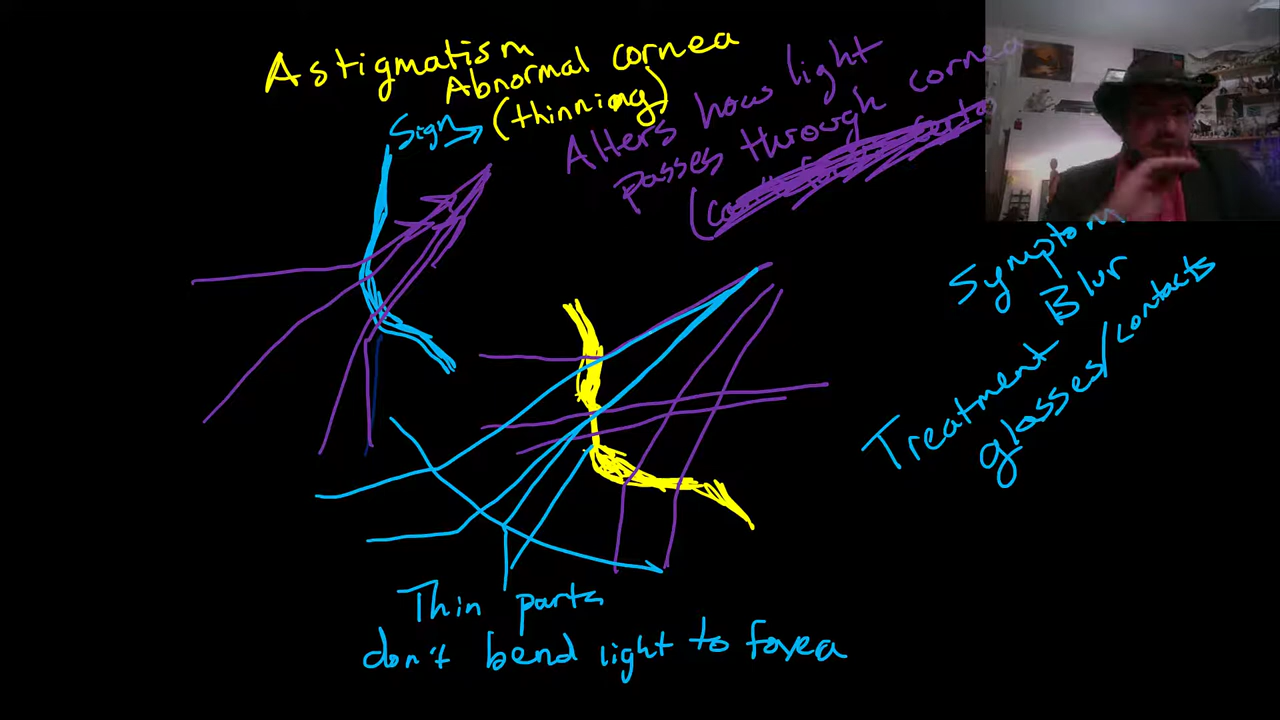 Astigmatism
Abnormal cornea
(thinning)
Sign
Alters how light
passes through cornea
Symptom
Blur
Treatment
glasses/contacts
Thin parts
don't bend light to fovea